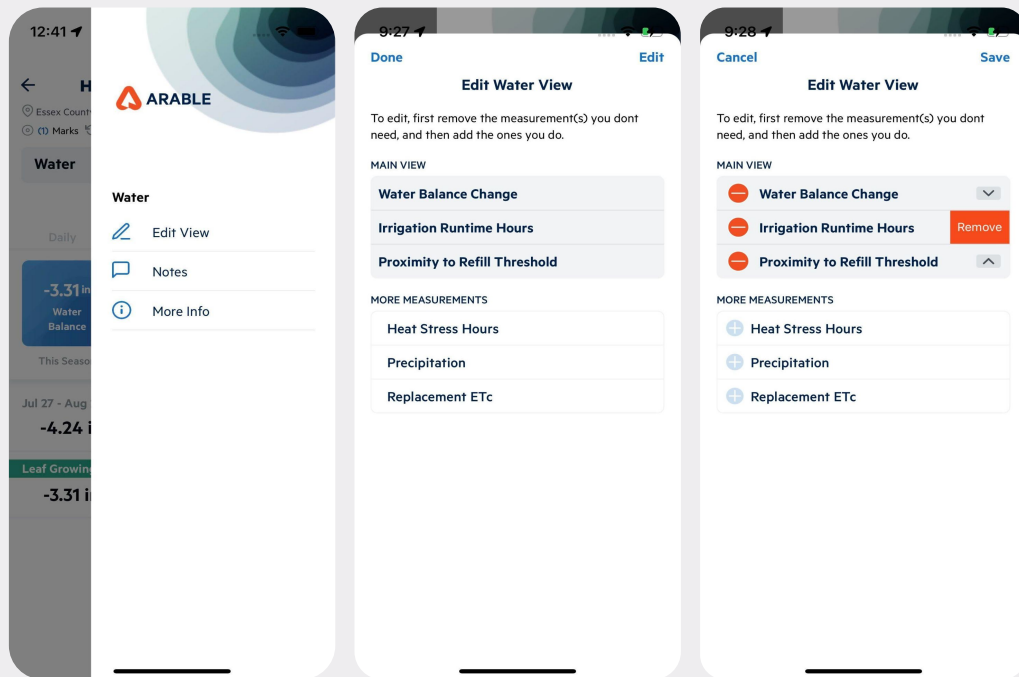 12:41
H
Essex Count
(1) Marks
Water
Daily
-3.31 in
Water
Balance
This Seaso
Jul 27 - Aug
-4.24 i
Leaf Growin
-3.31 i
ARABLE
Water
Edit View
Notes
More Info
9:27
Done
Edit
Edit Water View
To edit, first remove the measurement(s) you dont
need, and then add the ones you do.
MAIN VIEW
Water Balance Change
Irrigation Runtime Hours
Proximity to Refill Threshold
MORE MEASUREMENTS
Heat Stress Hours
Precipitation
Replacement ETc
9:28
Cancel
Save
Edit Water View
To edit, first remove the measurement(s) you dont
need, and then add the ones you do.
MAIN VIEW
Water Balance Change
Irrigation Runtime Hours
Remove
Proximity to Refill Threshold
MORE MEASUREMENTS
Heat Stress Hours
Precipitation
Replacement ETc